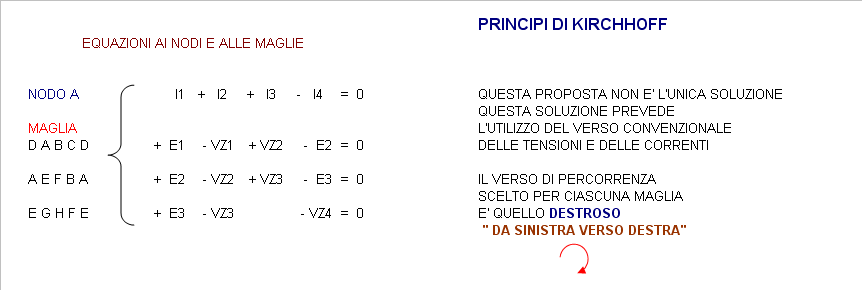 PRINCIPI DI KIRCHHOFF
EQUAZIONI AI NODI E ALLE MAGLIE
NODO A I1 + I2 + I3 - I4 = 0
MAGLIA
D A B C D + E1 - VZ1 + VZ2 - E2 = 0
A E F B A + E2 - VZ2 + VZ3 - E3 = 0
E G H F E + E3 - VZ3 - VZ4 = 0
QUESTA PROPOSTA NON E' L'UNICA SOLUZIONE
QUESTA SOLUZIONE PREVEDE
L'UTILIZZO DEL VERSO CONVENZIONALE
DELLE TENSIONI E DELLE CORRENTI
IL VERSO DI PERCORRENZA
SCELTO PER CIASCUNA MAGLIA
E' QUELLO DESTROSO
" DA SINISTRA VERSO DESTRA"